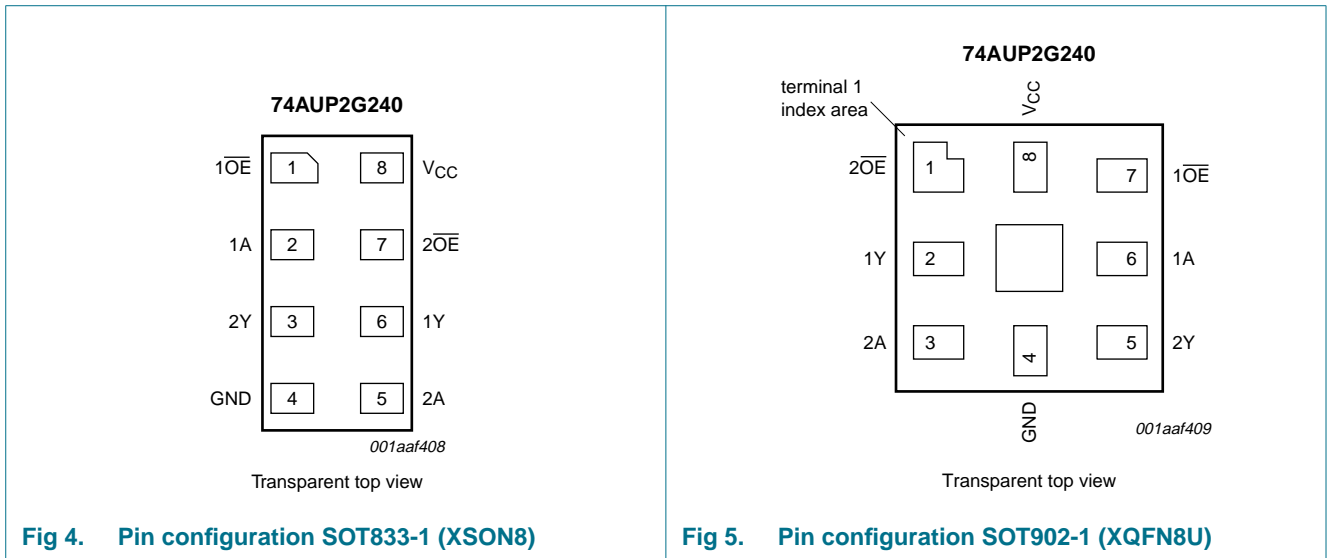 74AUP2G240
1OE
1
8
VCC
1A
2
7
2OE
2Y
3
6
1Y
GND
4
5
2A
001aaf408
Transparent top view
Fig 4. Pin configuration SOT833-1 (XSON8)
74AUP2G240
terminal 1
index area
VCC
2OE
1
8
7
1OE
1Y
2
6
1A
2A
3
4
5
2Y
GND
001aaf409
Transparent top view
Fig 5. Pin configuration SOT902-1 (XQFN8U)